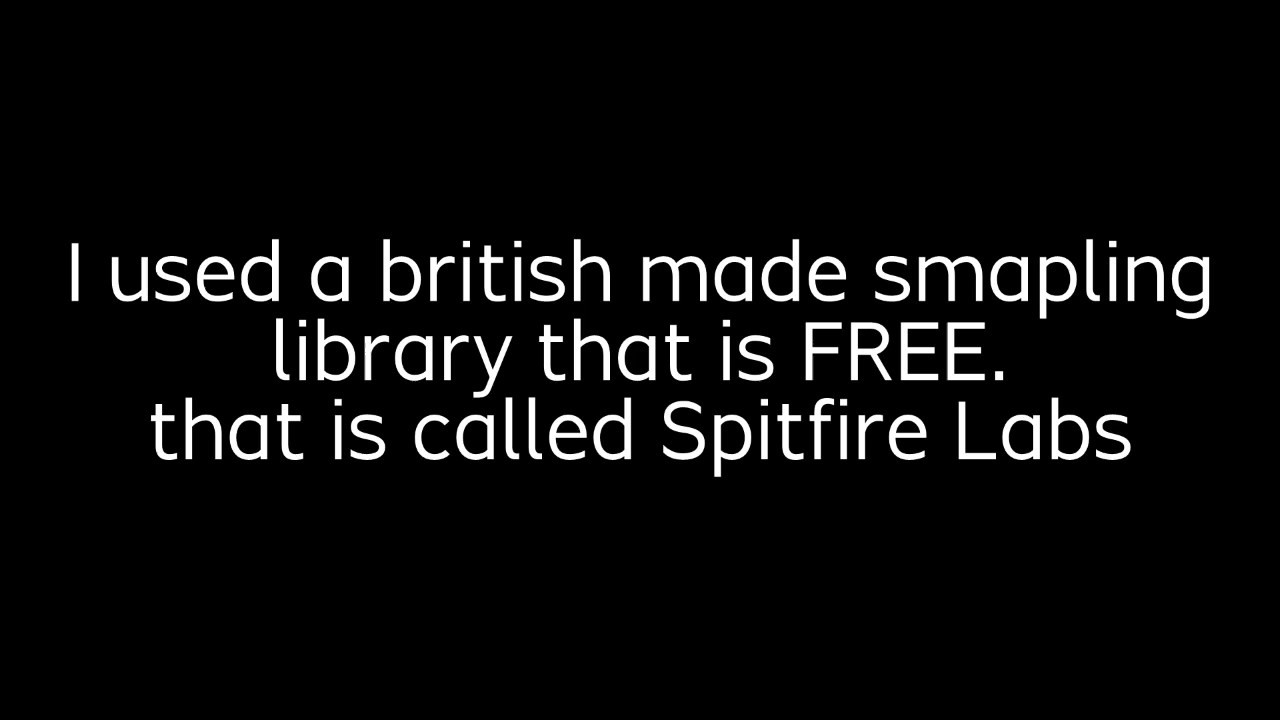 I used a british made smapling
library that is FREE.
that is called Spitfire Labs